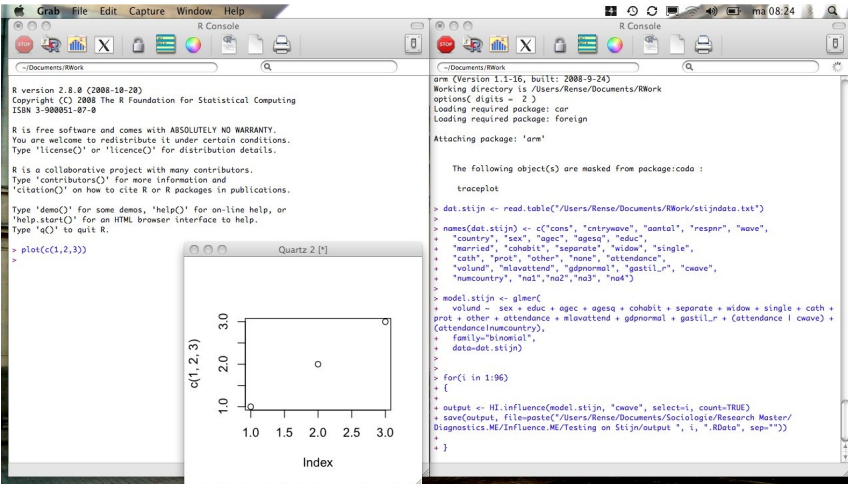 Grab File Edit Capture Window Help
4 ma 08:24
R Console
STOP
X
~/Documents/RWork
R version 2.8.0 (2008-10-20)
Copyright (C) 2008 The R Foundation for Statistical Computing
ISBN 3-900051-07-0
R is free software and comes with ABSOLUTELY NO WARRANTY.
You are welcome to redistribute it under certain conditions.
Type 'license()' or 'licence()' for distribution details.
R is a collaborative project with many contributors.
Type 'contributors()' for more information and
'citation()' on how to cite R or R packages in publications.
Type 'demo()' for some demos, 'help()' for on-line help, or
'help.start()' for an HTML browser interface to help.
Type 'q()' to quit R.
> plot(c(1,2,3))
>
Quartz 2 [*]
3.0
2.0
1.0
c(1, 2, 3)
1.0 1.5 2.0 2.5 3.0
Index
R Console
STOP
X
~/Documents/RWork
arm (Version 1.1-16, built: 2008-9-24)
Working directory is /Users/Rense/Documents/RWork
options( digits = 2 )
Loading required package: car
Loading required package: foreign
Attaching package: 'arm'
The following object(s) are masked from package:coda :
traceplot
> dat.stijn <- read.table("/Users/Rense/Documents/RWork/stijndata.txt")
>
> names(dat.stijn) <- c("cons", "cntrywave", "aantal", "respnr", "wave",
+ "country", "sex", "agec", "agesq", "educ",
+ "married", "cohabit", "separate", "widow", "single",
+ "cath", "prot", "other", "none", "attendance",
+ "volund", "mlavattend", "gdpnormal", "gastil_r", "cwave",
+ "numcountry", "na1","na2","na3", "na4")
>
> model.stijn <- glmer(
+ volund ~ sex + educ + agec + agesq + cohabit + separate + widow + single + cath +
prot + other + attendance + mlavattend + gdpnormal + gastil_r + (attendance | cwave) +
(attendance|numcountry),
+ family="binomial",
+ data=dat.stijn)
>
>
> for(i in 1:96)
+ {
+
+ output <- HI.influence(model.stijn, "cwave", select=i, count=TRUE)
+ save(output, file=paste("/Users/Rense/Documents/Sociologie/Research Master/
Diagnostics.ME/Influence.ME/Testing on Stijn/output ", i, ".RData", sep=""))
+
+ }